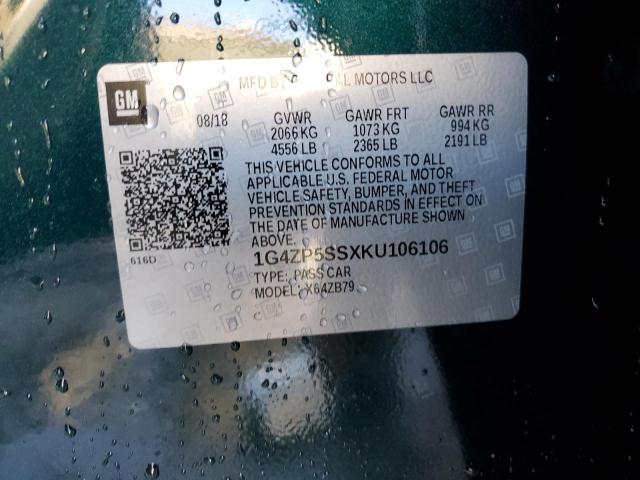 GM
MFD BY GENERAL MOTORS LLC
08/18 GVWR GAWR FRT GAWR RR
2066 KG 1073 KG 994 KG
4556 LB 2365 LB 2191 LB
THIS VEHICLE CONFORMS TO ALL
APPLICABLE U.S. FEDERAL MOTOR
VEHICLE SAFETY, BUMPER, AND THEFT
PREVENTION STANDARDS IN EFFECT ON
THE DATE OF MANUFACTURE SHOWN
ABOVE.
616D
1G4ZP5SSXKU106106
TYPE: PASS CAR
MODEL: X64ZB79